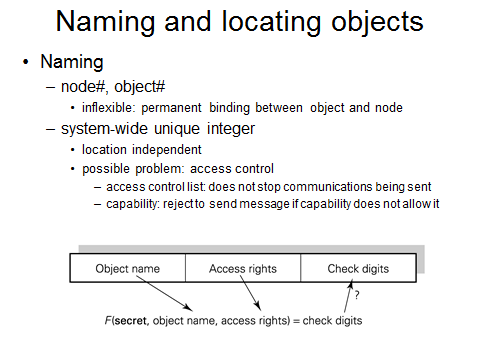 Naming and locating objects
• Naming
– node#, object#
• inflexible: permanent binding between object and node
– system-wide unique integer
• location independent
• possible problem: access control
– access control list: does not stop communications being sent
– capability: reject to send message if capability does not allow it
Object name Access rights Check digits
?
F(secret, object name, access rights) = check digits